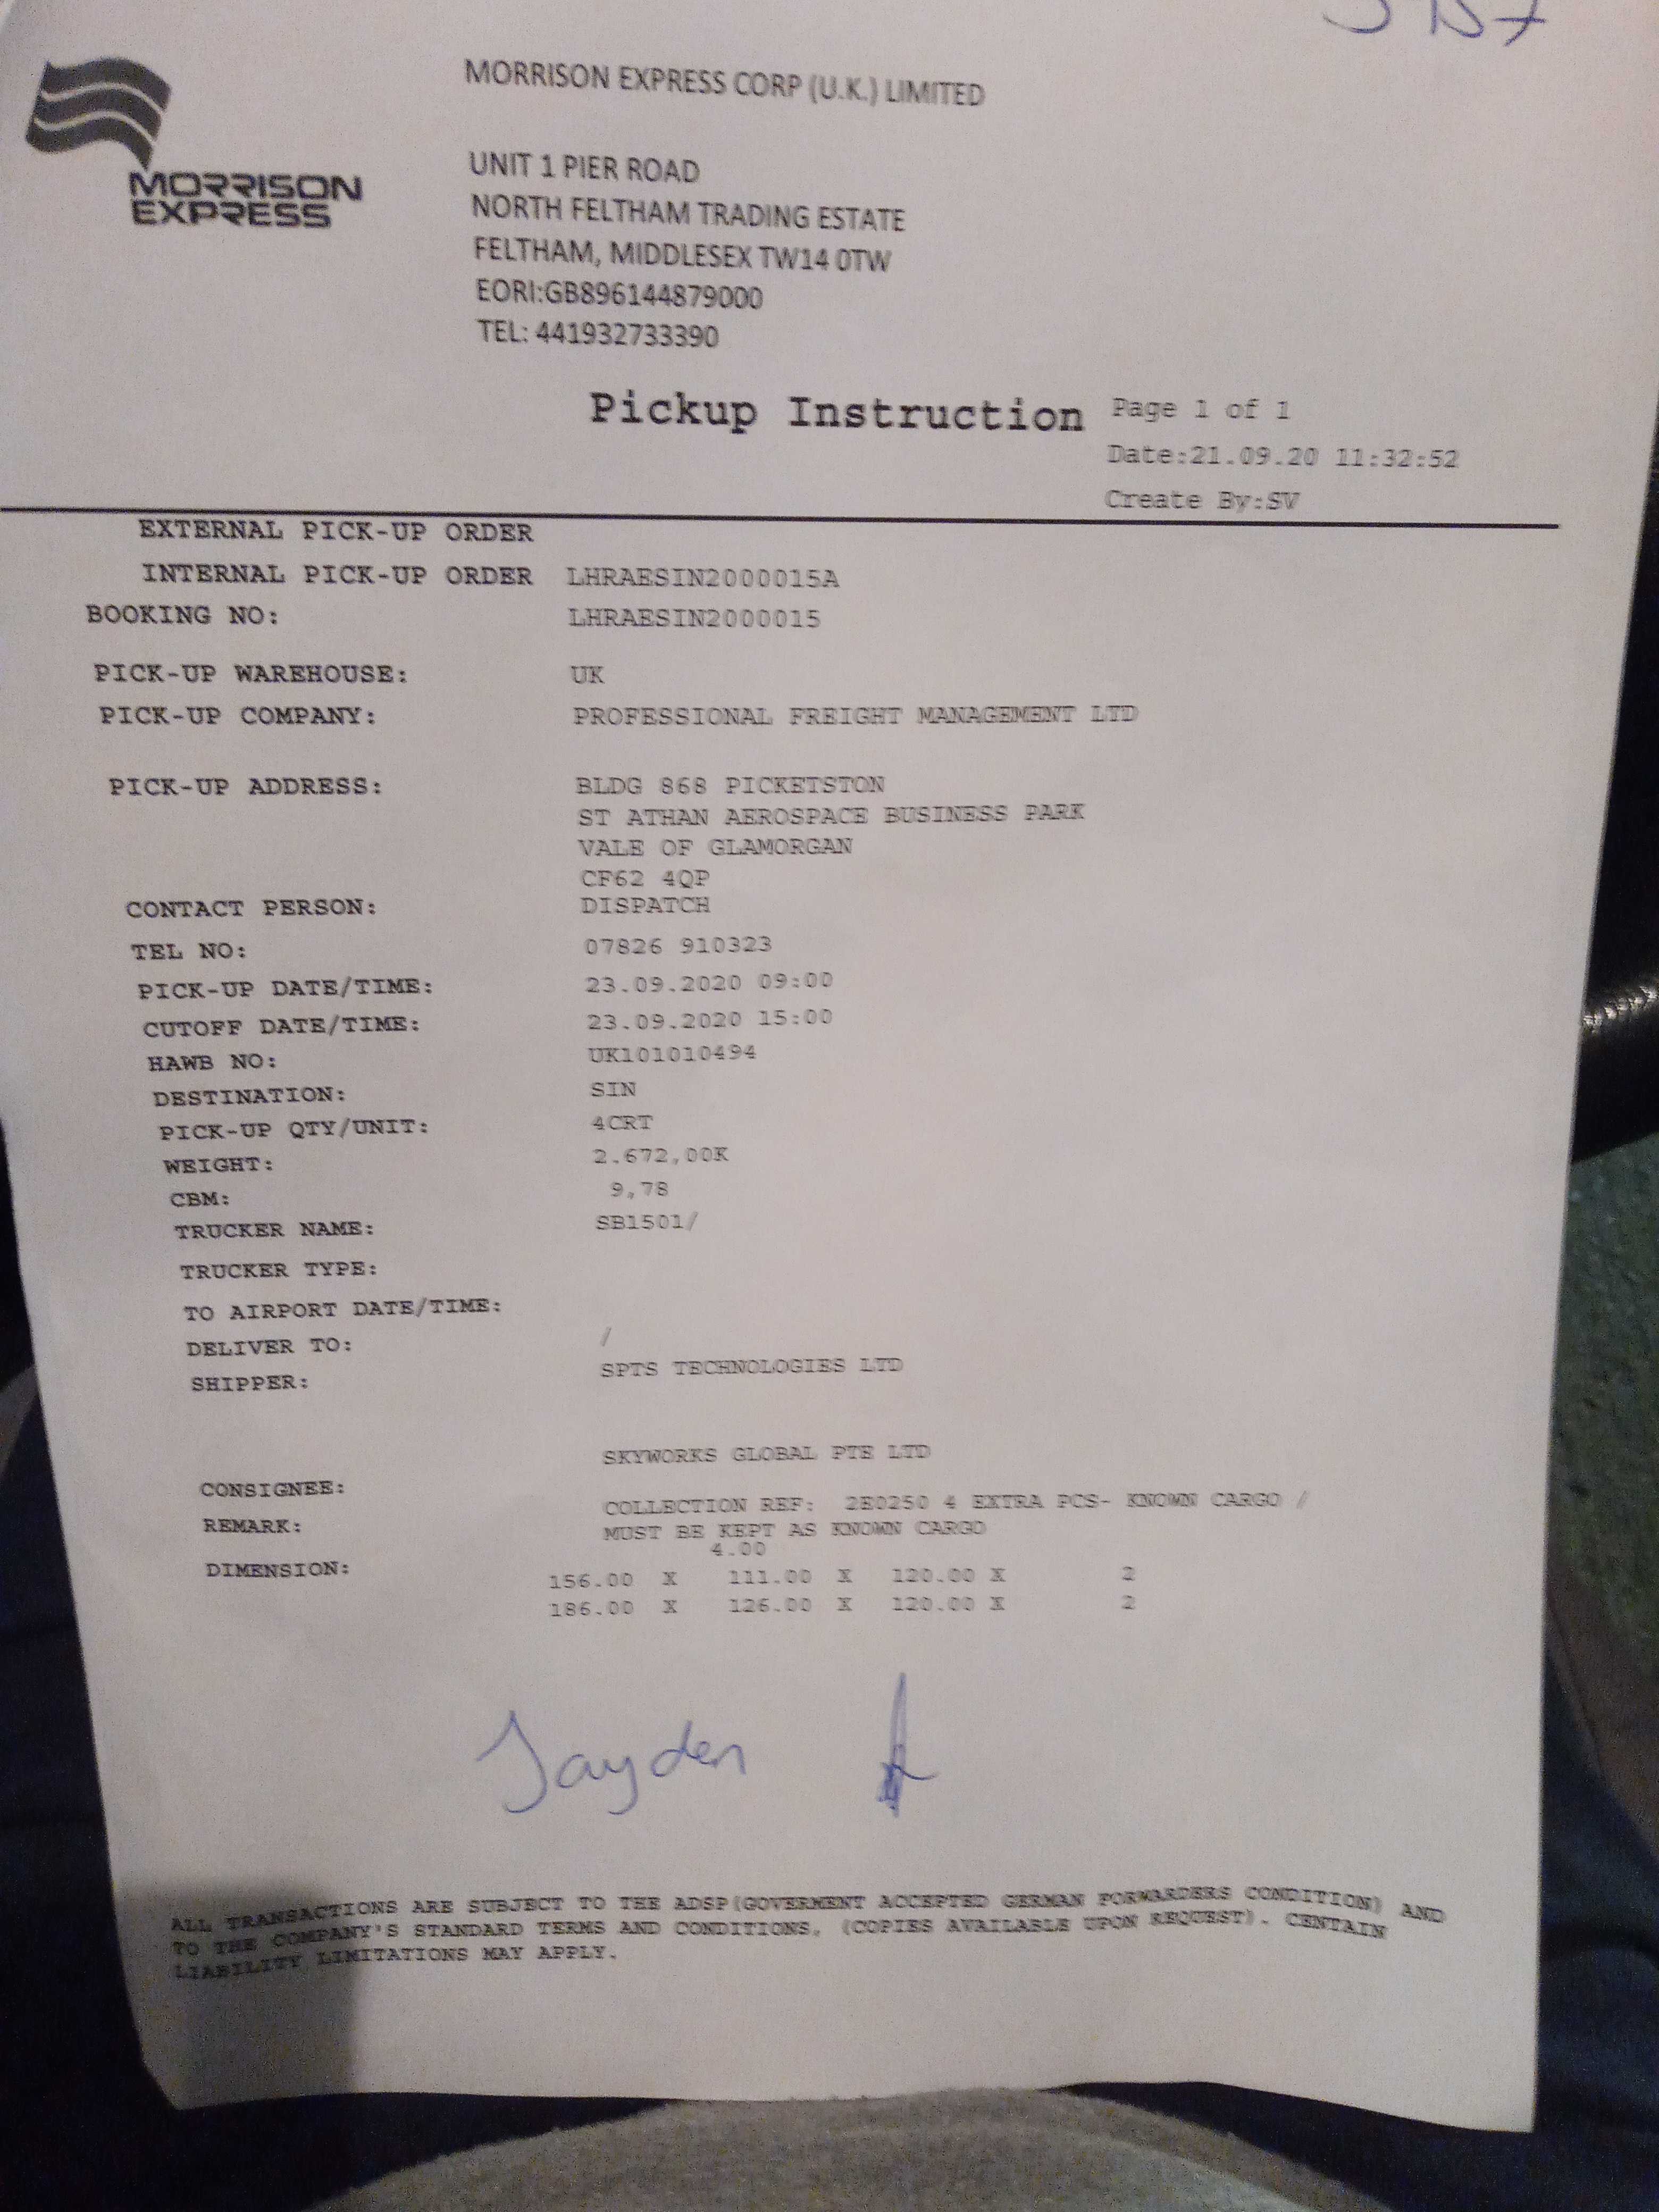 MORRISON EXPRESS CORP (U.K.) LIMITED
MORRISON
EXPRESS
UNIT 1 PIER ROAD
NORTH FELTHAM TRADING ESTATE
FELTHAM, MIDDLESEX TW14 0TW
EORI:GB896144879000
TEL: 441932733390
Pickup Instruction
Page 1 of 1
Date:21.09.20 11:32:52
Create By:SV
EXTERNAL PICK-UP ORDER
INTERNAL PICK-UP ORDER LHRAESIN2000015A
BOOKING NO: LHRAESIN2000015
PICK-UP WAREHOUSE: UK
PICK-UP COMPANY: PROFESSIONAL FREIGHT MANAGEMENT LTD
PICK-UP ADDRESS: BLDG 868 PICKETSTON
ST ATHAN AEROSPACE BUSINESS PARK
VALE OF GLAMORGAN
CF62 4QP
CONTACT PERSON: DISPATCH
TEL NO: 07826 910323
PICK-UP DATE/TIME: 23.09.2020 09:00
CUTOFF DATE/TIME: 23.09.2020 15:00
HAWB NO: UK101010494
DESTINATION: SIN
PICK-UP QTY/UNIT: 4CRT
WEIGHT: 2.672,00K
CBM: 9,78
TRUCKER NAME: SB1501/
TRUCKER TYPE:
TO AIRPORT DATE/TIME:
DELIVER TO: /
SHIPPER: SPTS TECHNOLOGIES LTD
CONSIGNEE: SKYWORKS GLOBAL PTE LTD
REMARK: COLLECTION REF: 2E0250 4 EXTRA PCS- KNOWN CARGO /
MUST BE KEPT AS KNOWN CARGO
4.00
DIMENSION: 156.00 X 111.00 X 120.00 X 2
186.00 X 126.00 X 120.00 X 2
Jayden
ALL TRANSACTIONS ARE SUBJECT TO THE ADSP(GOVERMENT ACCEPTED GERMAN FORWARDERS CONDITION) AND
TO THE COMPANY'S STANDARD TERMS AND CONDITIONS. (COPIES AVAILABLE UPON REQUEST). CENTAIN
LIABILITY LIMITATIONS MAY APPLY.